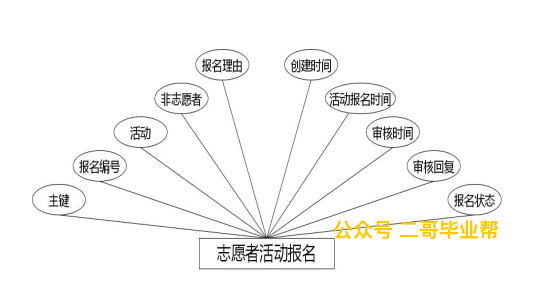 报名理由
创建时间
非志愿者
活动报名时间
活动
审核时间
报名编号
审核回复
主键
报名状态
公众号 二哥毕业帮
志愿者活动报名